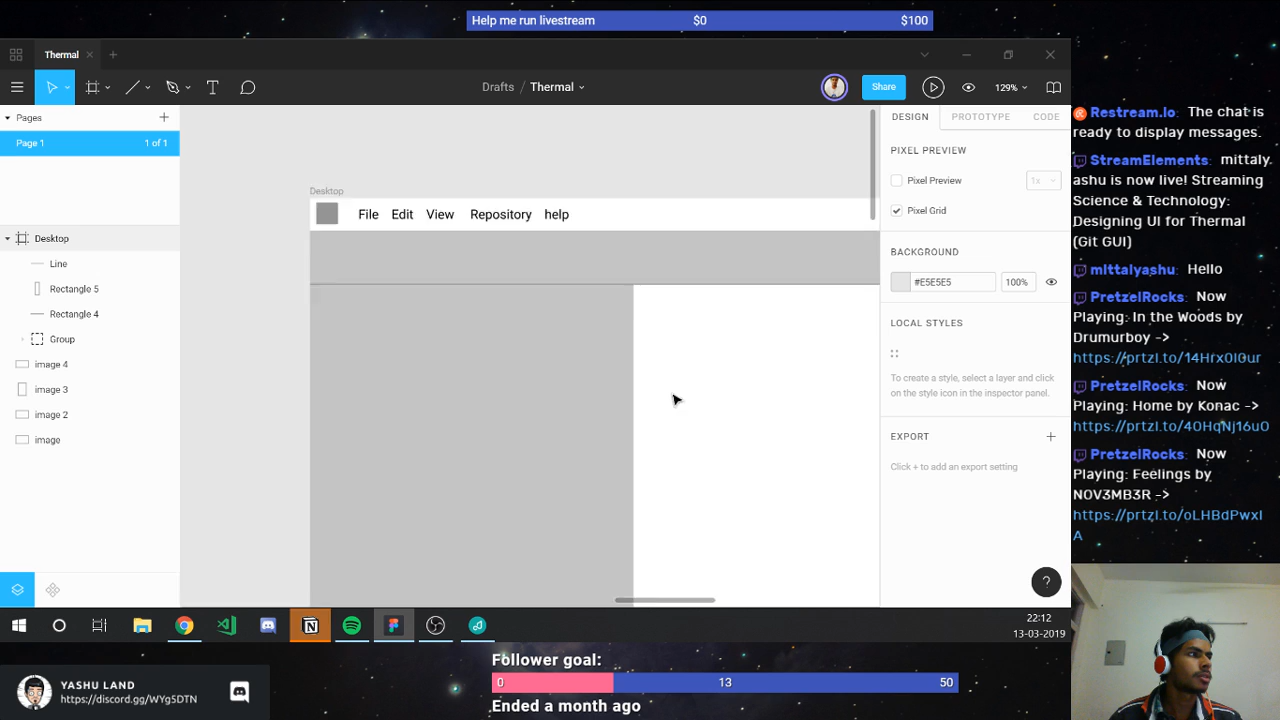 Help me run livestream $0 $100
Thermal
Drafts / Thermal
Share
129%
Pages
Page 1 1 of 1
Desktop
Line
Rectangle 5
Rectangle 4
Group
image 4
image 3
image 2
image
Desktop
File Edit View Repository help
DESIGN PROTOTYPE CODE
PIXEL PREVIEW
Pixel Preview 1x
Pixel Grid
BACKGROUND
#E5E5E5 100%
LOCAL STYLES
To create a style, select a layer and click
on the style icon in the inspector panel.
EXPORT
Click + to add an export setting
?
Restream.io: The chat is
ready to display messages.
StreamElements: mittaly
ashu is now live! Streaming
Science & Technology:
Designing UI for Thermal
(Git GUI)
mittalyashu: Hello
PretzelRocks: Now
Playing: In the Woods by
Drumurboy ->
https://prtzl.to/14Hrx0I0ur
PretzelRocks: Now
Playing: Home by Konac ->
https://prtzl.to/40HqNj16u0
PretzelRocks: Now
Playing: Feelings by
N0V3MB3R ->
https://prtzl.to/oLHBdPwxI
A
22:12
13-03-2019
YASHU LAND
https://discord.gg/WYg5DTN
Follower goal:
0 13 50
Ended a month ago